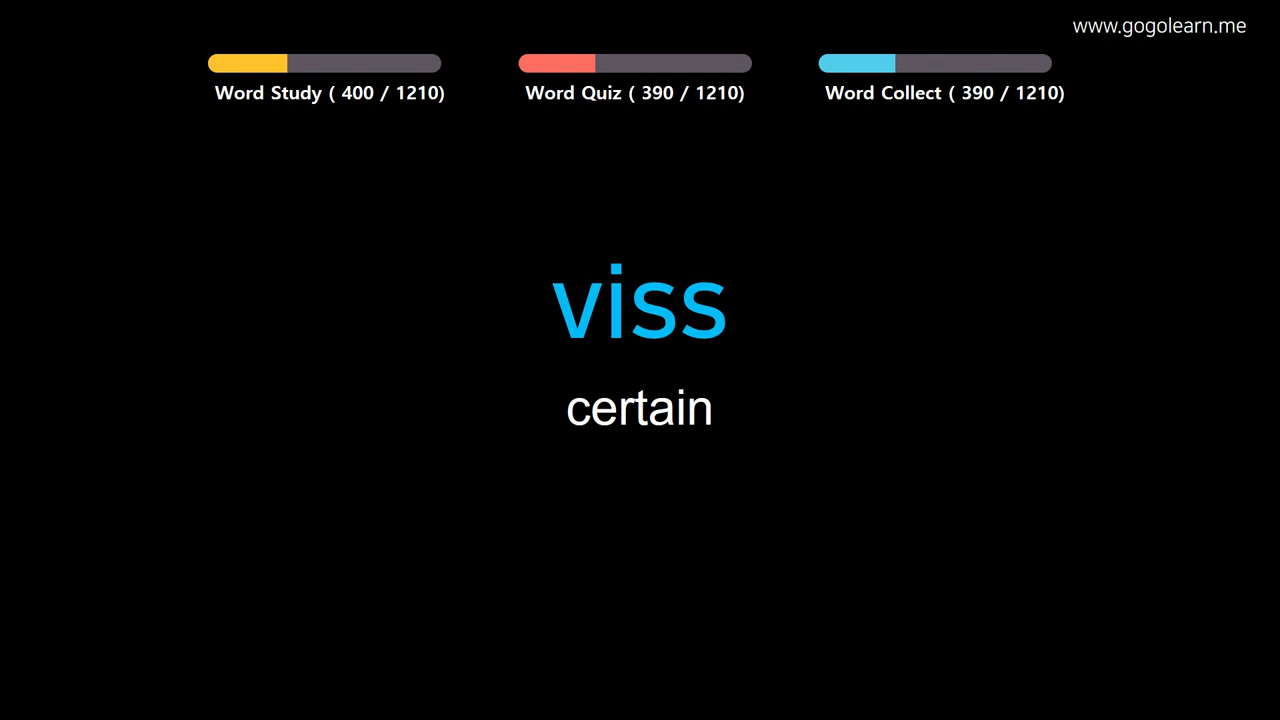 www.gogolearn.me
Word Study ( 400 / 1210)
Word Quiz ( 390 / 1210)
Word Collect ( 390 / 1210)
viss
certain